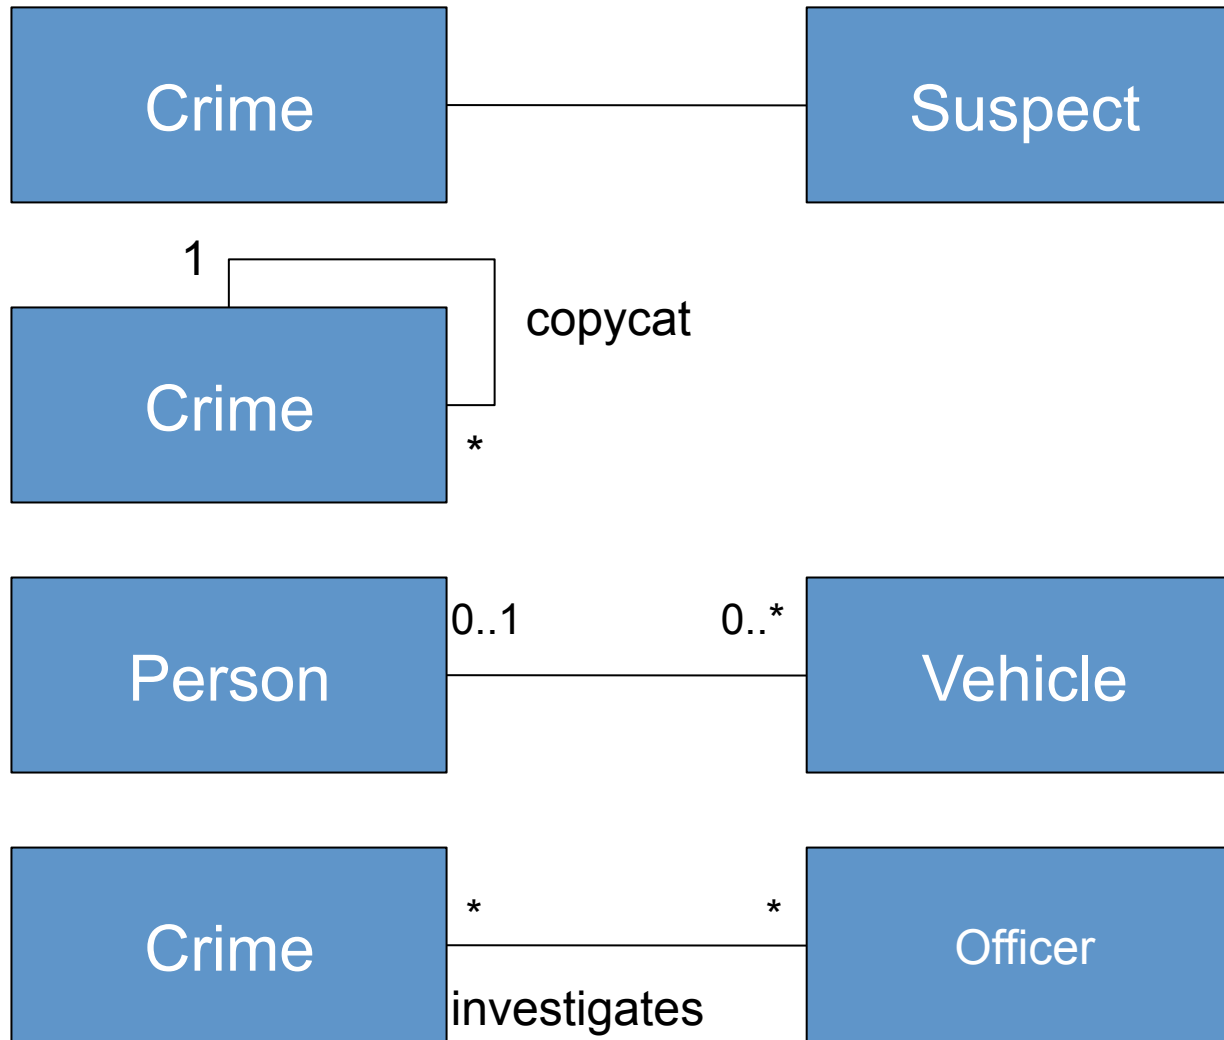 Crime
Suspect
1
copycat
Crime
*
0..1
0..*
Person
Vehicle
*
*
Crime
Officer
investigates